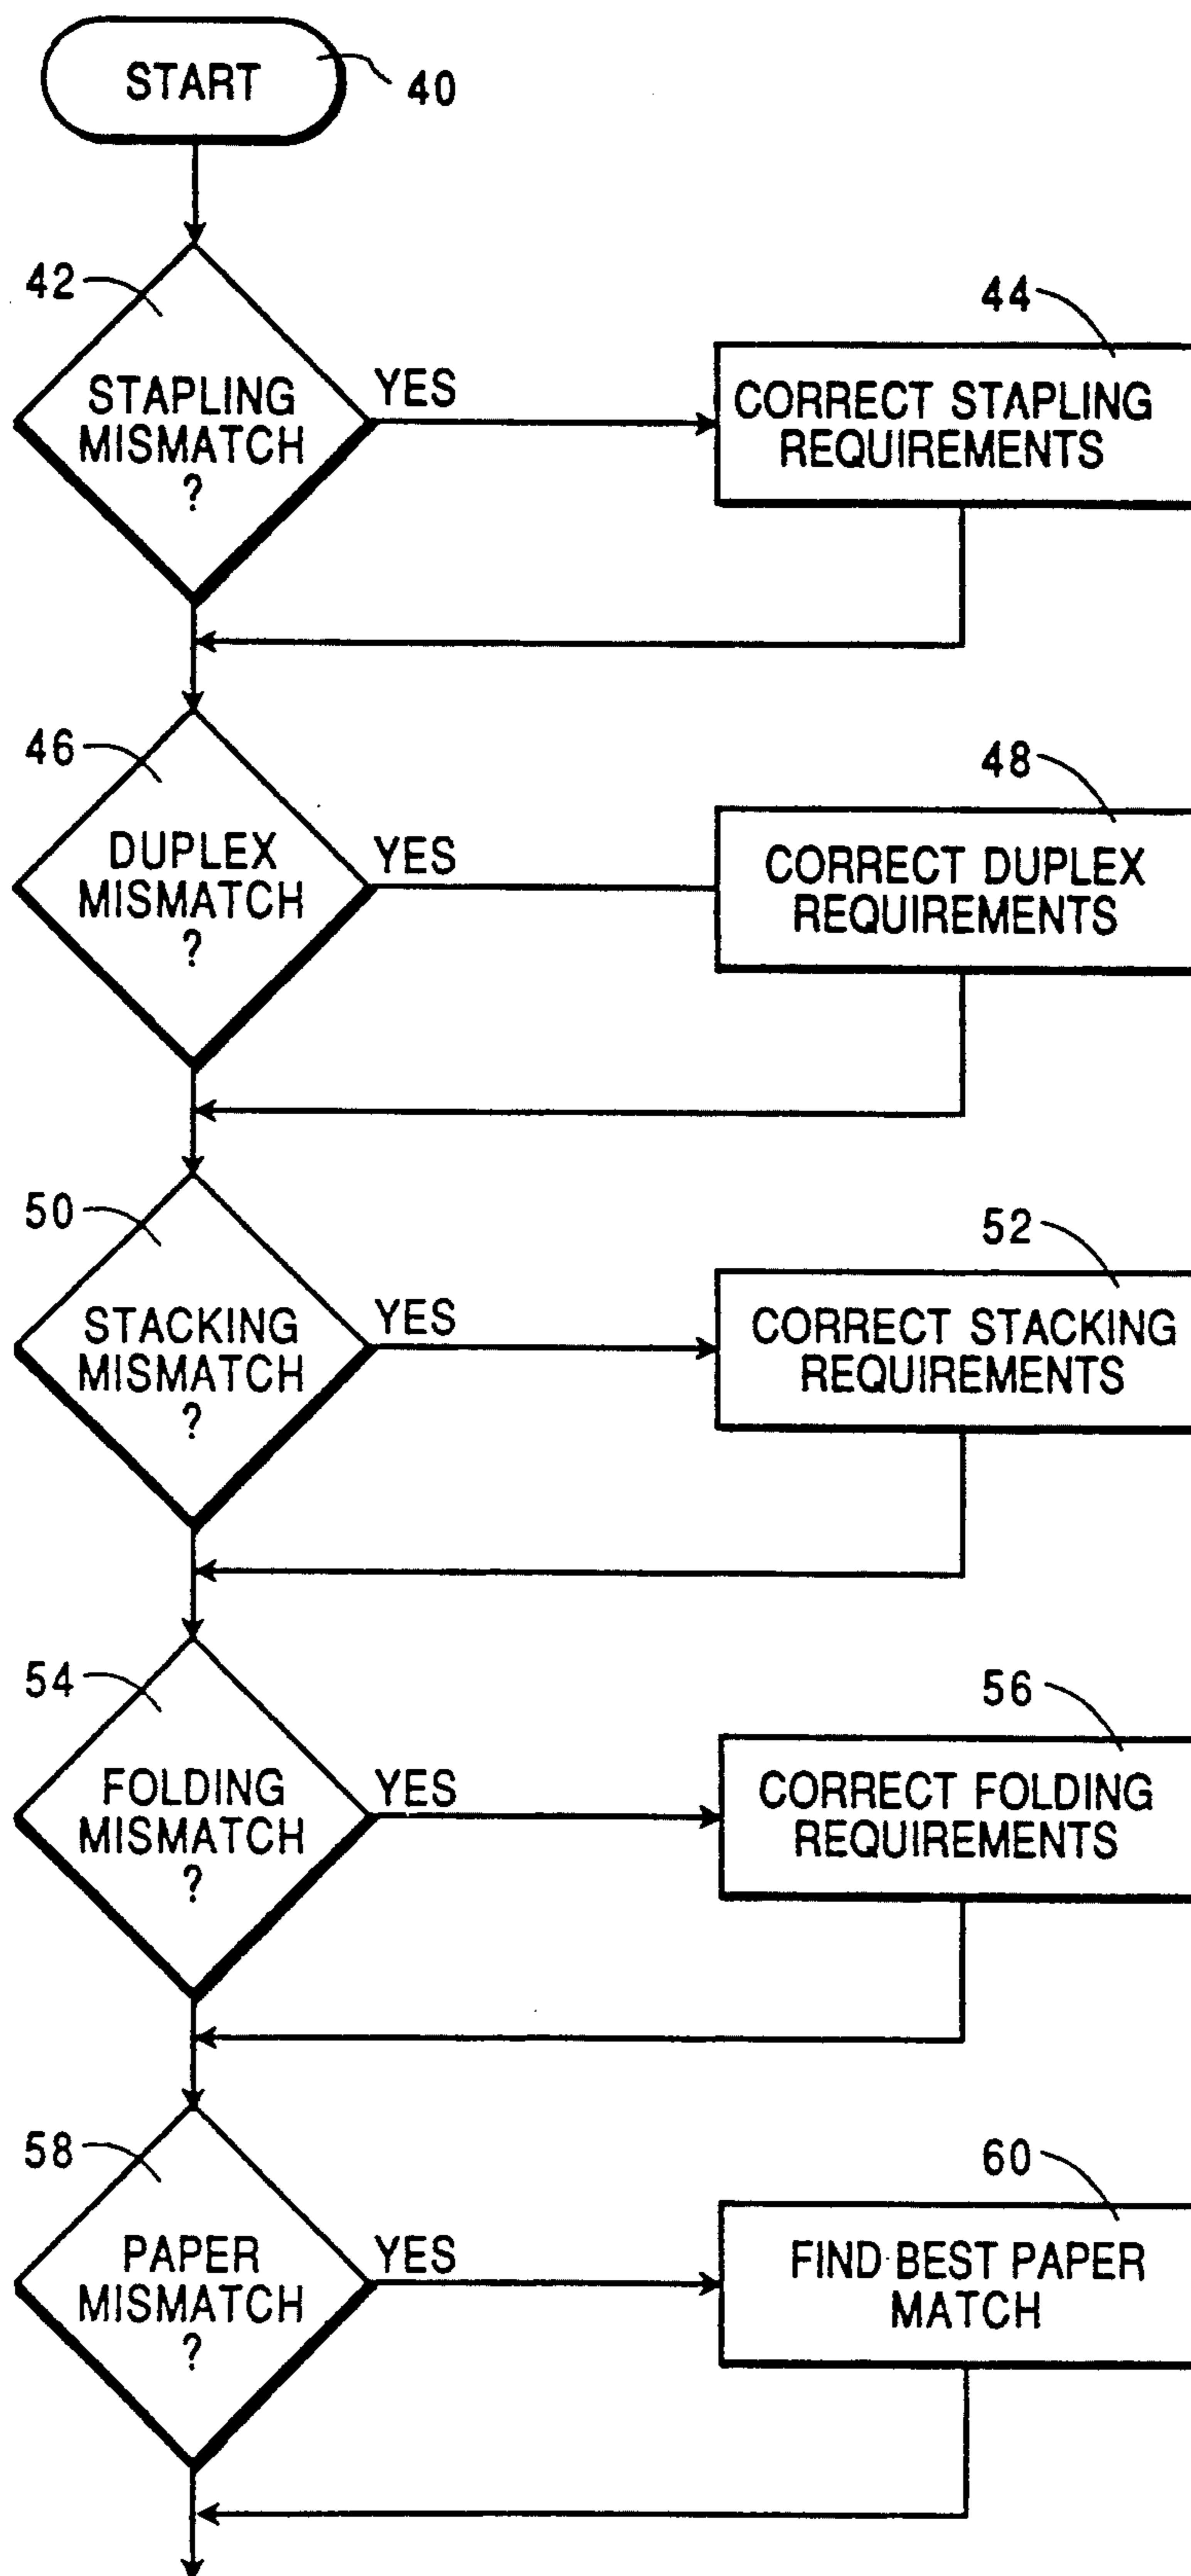 START
40
42
STAPLING
MISMATCH
?
YES
44
CORRECT STAPLING
REQUIREMENTS
46
DUPLEX
MISMATCH
?
YES
48
CORRECT DUPLEX
REQUIREMENTS
50
STACKING
MISMATCH
?
YES
52
CORRECT STACKING
REQUIREMENTS
54
FOLDING
MISMATCH
?
YES
56
CORRECT FOLDING
REQUIREMENTS
58
PAPER
MISMATCH
?
YES
60
FIND BEST PAPER
MATCH